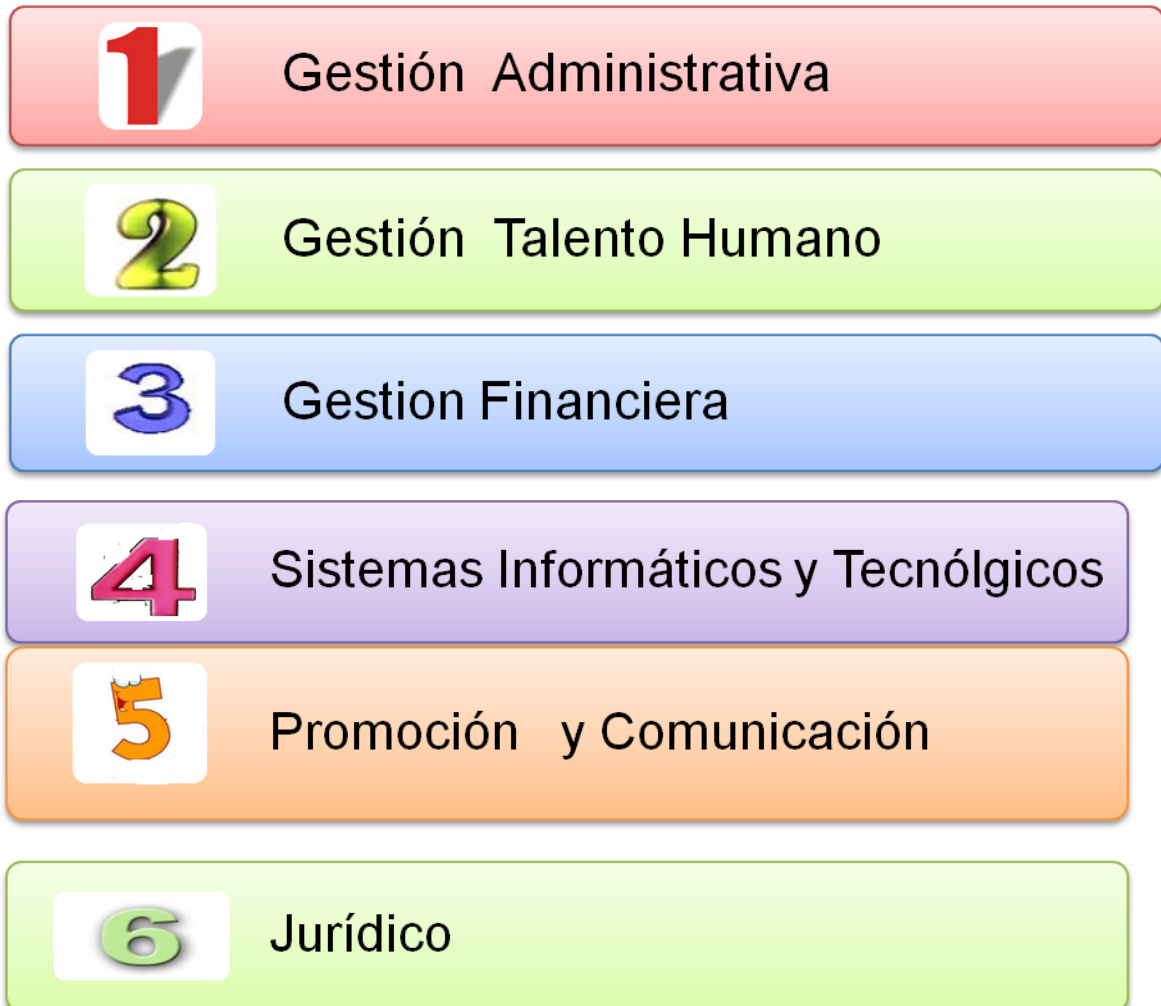 1 Gestión Administrativa
2 Gestión Talento Humano
3 Gestion Financiera
4 Sistemas Informáticos y Tecnólgicos
5 Promoción y Comunicación
6 Jurídico